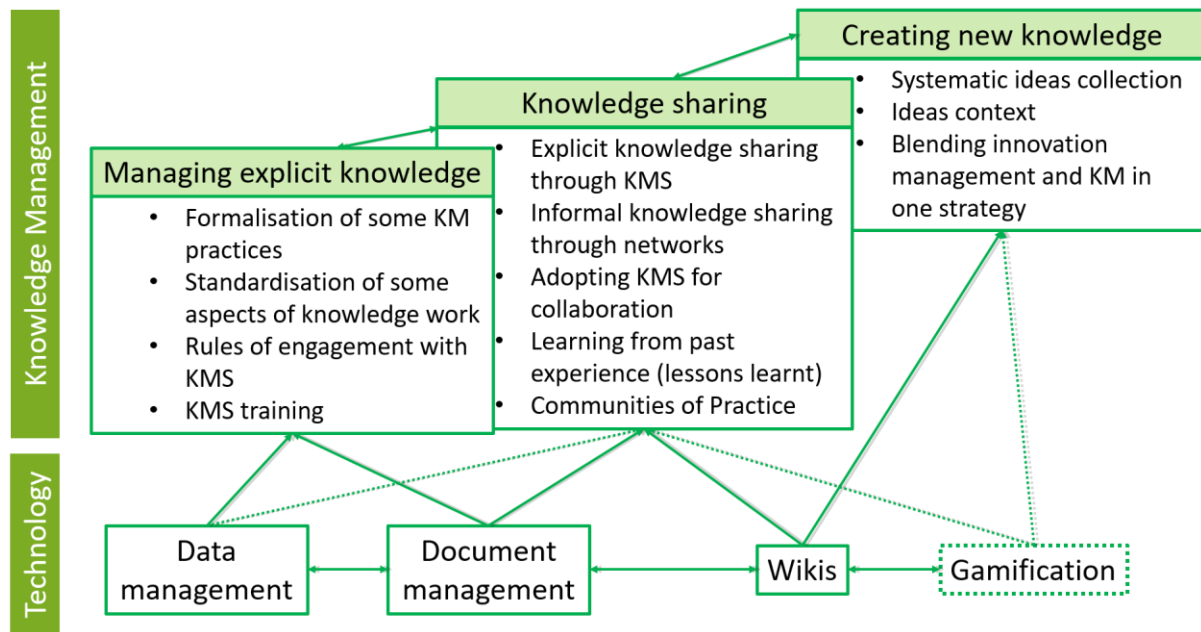 Knowledge Management
Creating new knowledge
• Systematic ideas collection
• Ideas context
• Blending innovation
management and KM in
one strategy
Knowledge sharing
• Explicit knowledge sharing
through KMS
• Informal knowledge sharing
through networks
• Adopting KMS for
collaboration
• Learning from past
experience (lessons learnt)
• Communities of Practice
Managing explicit knowledge
• Formalisation of some KM
practices
• Standardisation of some
aspects of knowledge work
• Rules of engagement with
KMS
• KMS training
Technology
Data
management
Document
management
Wikis
Gamification